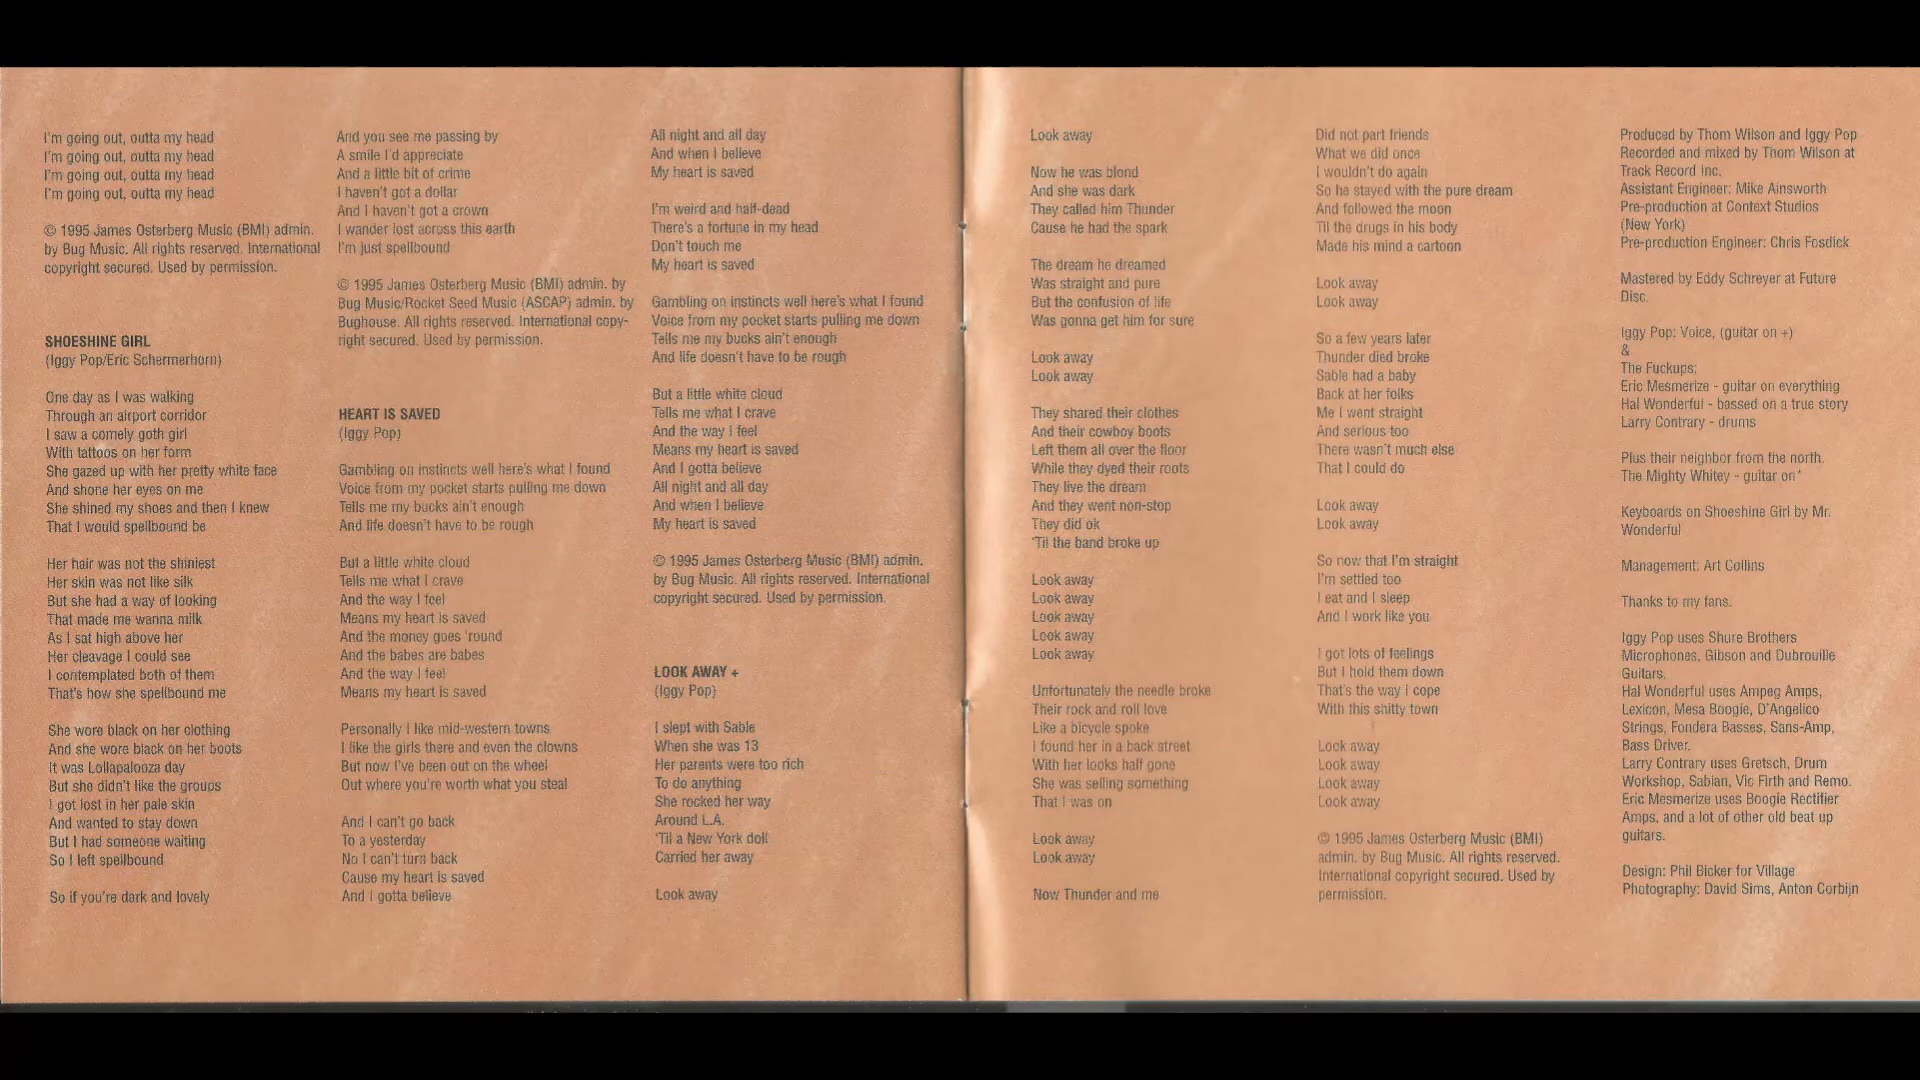 I'm going out, outta my head
I'm going out, outta my head
I'm going out, outta my head
I'm going out, outta my head
© 1995 James Osterberg Music (BMI) admin.
by Bug Music. All rights reserved. International
copyright secured. Used by permission.
SHOESHINE GIRL
(Iggy Pop/Eric Schermerhorn)
One day as I was walking
Through an airport corridor
I saw a comely goth girl
With tattoos on her form
She gazed up with her pretty white face
And shone her eyes on me
She shined my shoes and then I knew
That I would spellbound be
Her hair was not the shiniest
Her skin was not like silk
But she had a way of looking
That made me wanna milk
As I sat high above her
Her cleavage I could see
I contemplated both of them
That's how she spellbound me
She wore black on her clothing
And she wore black on her boots
It was Lollapalooza day
But she didn't like the groups
I got lost in her pale skin
And wanted to stay down
But I had someone waiting
So I left spellbound
So if you're dark and lovely
And you see me passing by
A smile I'd appreciate
And a little bit of crime
I haven't got a dollar
And I haven't got a crown
I wander lost across this earth
I'm just spellbound
© 1995 James Osterberg Music (BMI) admin. by
Bug Music/Rocket Seed Music (ASCAP) admin. by
Bughouse. All rights reserved. International copy-
right secured. Used by permission.
HEART IS SAVED
(Iggy Pop)
Gambling on instincts well here's what I found
Voice from my pocket starts pulling me down
Tells me my bucks ain't enough
And life doesn't have to be rough
But a little white cloud
Tells me what I crave
And the way I feel
Means my heart is saved
And the money goes 'round
And the babes are babes
And the way I feel
Means my heart is saved
Personally I like mid-western towns
I like the girls there and even the clowns
But now I've been out on the wheel
Out where you're worth what you steal
And I can't go back
To a yesterday
No I can't turn back
Cause my heart is saved
And I gotta believe
All night and all day
And when I believe
My heart is saved
I'm weird and half-dead
There's a fortune in my head
Don't touch me
My heart is saved
Gambling on instincts well here's what I found
Voice from my pocket starts pulling me down
Tells me my bucks ain't enough
And life doesn't have to be rough
But a little white cloud
Tells me what I crave
And the way I feel
Means my heart is saved
And I gotta believe
All night and all day
And when I believe
My heart is saved
© 1995 James Osterberg Music (BMI) admin.
by Bug Music. All rights reserved. International
copyright secured. Used by permission.
LOOK AWAY +
(Iggy Pop)
I slept with Sable
When she was 13
Her parents were too rich
To do anything
She rocked her way
Around L.A.
'Til a New York doll
Carried her away
Look away
Look away
Now he was blond
And she was dark
They called him Thunder
Cause he had the spark
The dream he dreamed
Was straight and pure
But the confusion of life
Was gonna get him for sure
Look away
Look away
They shared their clothes
And their cowboy boots
Left them all over the floor
While they dyed their roots
They live the dream
And they went non-stop
They did ok
'Til the band broke up
Look away
Look away
Look away
Look away
Look away
Unfortunately the needle broke
Their rock and roll love
Like a bicycle spoke
I found her in a back street
With her looks half gone
She was selling something
That I was on
Look away
Look away
Now Thunder and me
Did not part friends
What we did once
I wouldn't do again
So he stayed with the pure dream
And followed the moon
Til the drugs in his body
Made his mind a cartoon
Look away
Look away
So a few years later
Thunder died broke
Sable had a baby
Back at her folks
Me I went straight
And serious too
There wasn't much else
That I could do
Look away
Look away
So now that I'm straight
I'm settled too
I eat and I sleep
And I work like you
I got lots of feelings
But I hold them down
That's the way I cope
With this shitty town
Look away
Look away
Look away
Look away
© 1995 James Osterberg Music (BMI)
admin. by Bug Music. All rights reserved.
International copyright secured. Used by
permission.
Produced by Thom Wilson and Iggy Pop
Recorded and mixed by Thom Wilson at
Track Record Inc.
Assistant Engineer: Mike Ainsworth
Pre-production at Context Studios
(New York)
Pre-production Engineer: Chris Fosdick
Mastered by Eddy Schreyer at Future
Disc.
Iggy Pop: Voice, (guitar on +)
&
The Fuckups:
Eric Mesmerize - guitar on everything
Hal Wonderful - bassed on a true story
Larry Contrary - drums
Plus their neighbor from the north.
The Mighty Whitey - guitar on*
Keyboards on Shoeshine Girl by Mr.
Wonderful
Management: Art Collins
Thanks to my fans.
Iggy Pop uses Shure Brothers
Microphones, Gibson and Dubrouille
Guitars.
Hal Wonderful uses Ampeg Amps,
Lexicon, Mesa Boogie, D'Angelico
Strings, Fondera Basses, Sans-Amp,
Bass Driver.
Larry Contrary uses Gretsch, Drum
Workshop, Sabian, Vic Firth and Remo.
Eric Mesmerize uses Boogie Rectifier
Amps, and a lot of other old beat up
guitars.
Design: Phil Bicker for Village
Photography: David Sims, Anton Corbijn